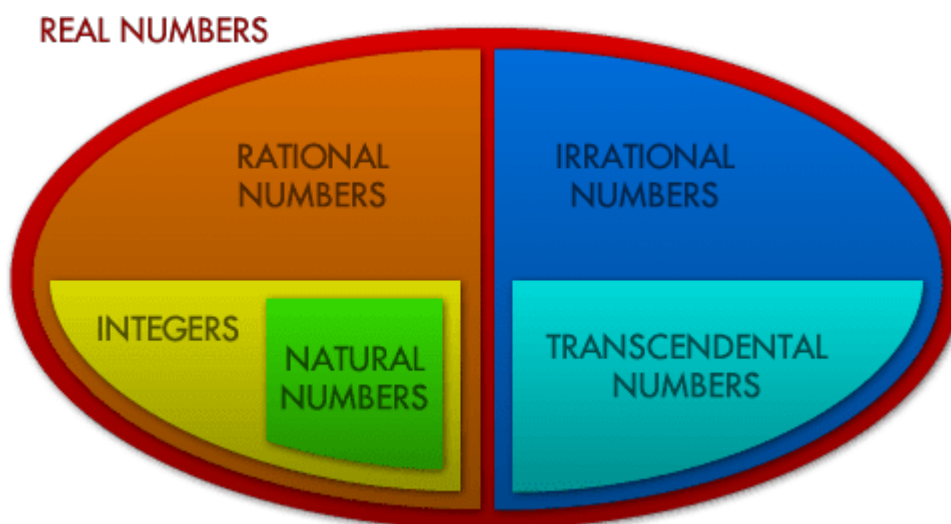 REAL NUMBERS
RATIONAL
NUMBERS
IRRATIONAL
NUMBERS
INTEGERS
NATURAL
NUMBERS
TRANSCENDENTAL
NUMBERS